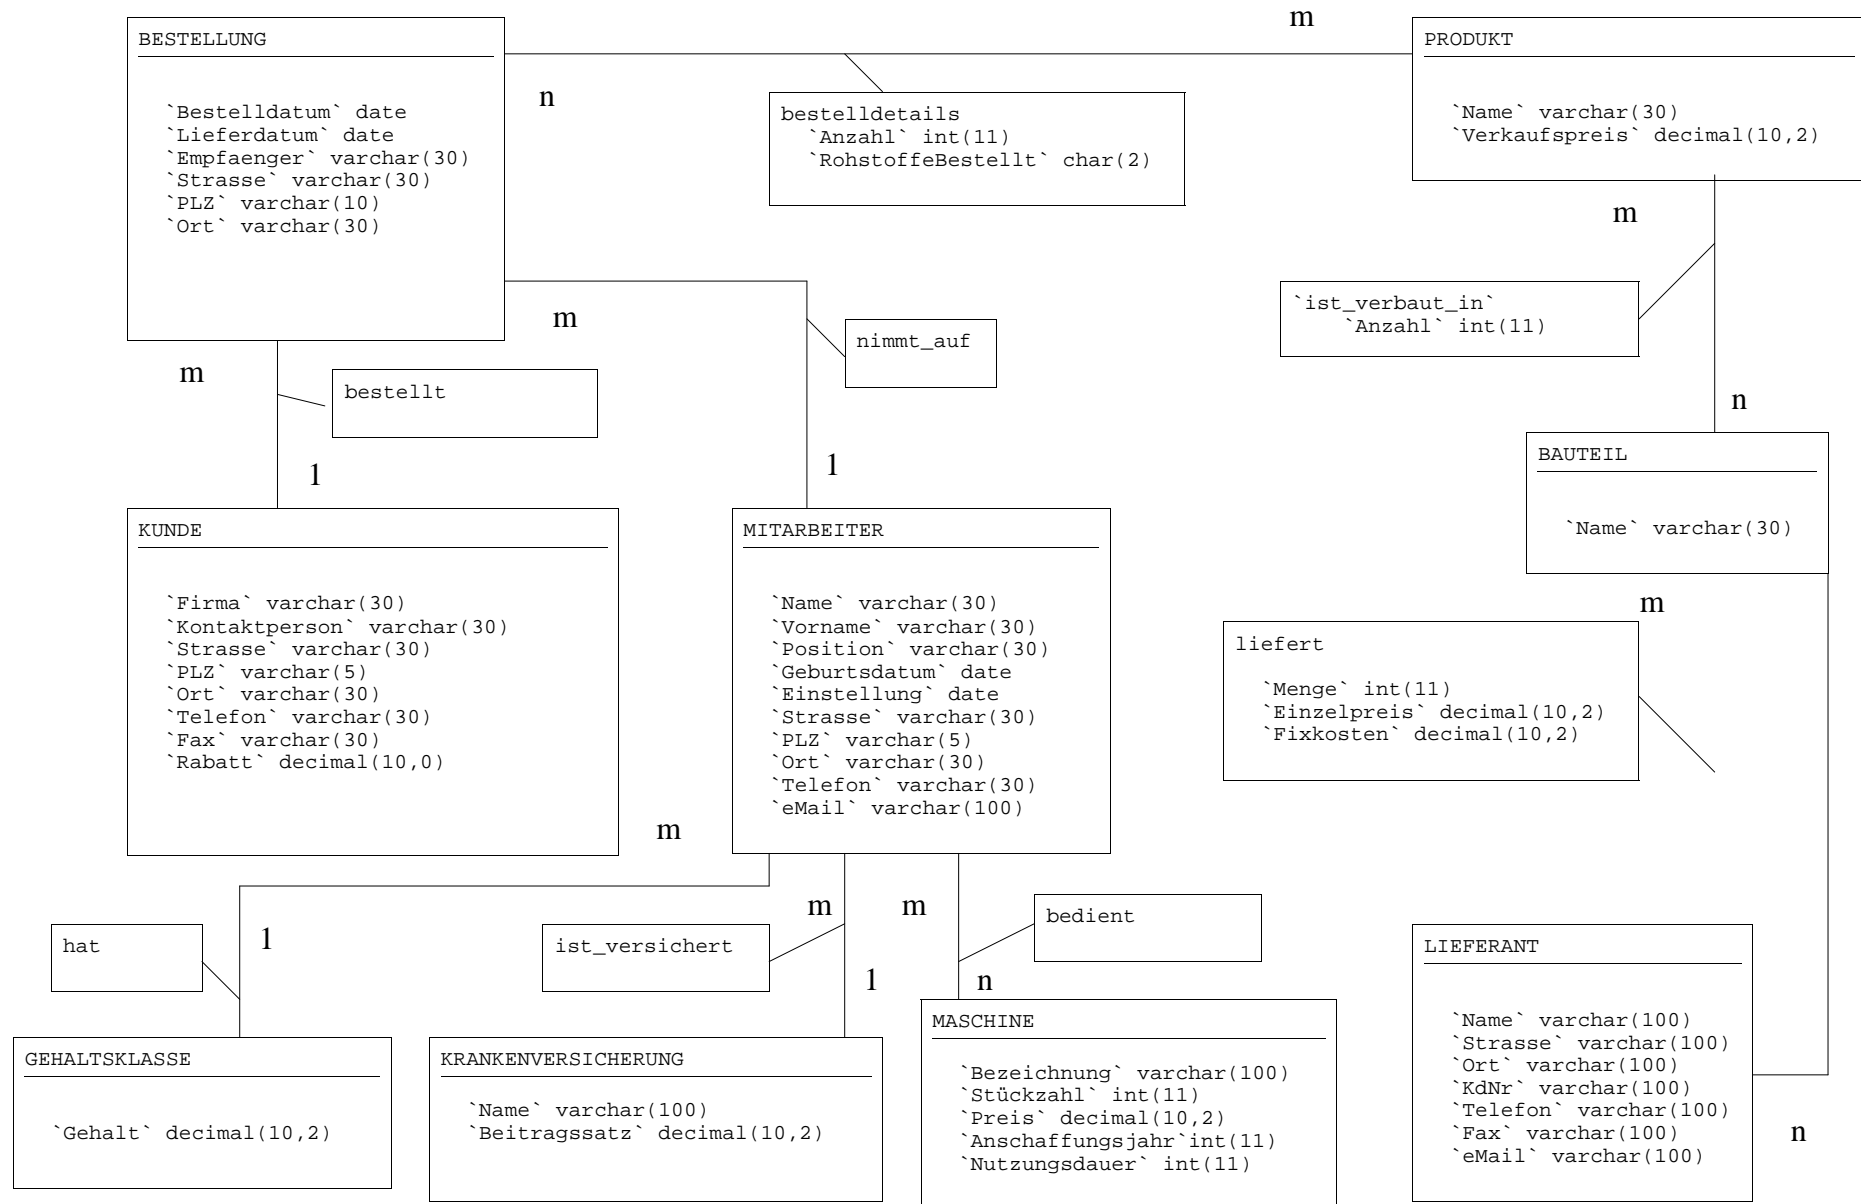 BESTELLUNG
`Bestelldatum` date
`Lieferdatum` date
`Empfaenger` varchar(30)
`Strasse` varchar(30)
`PLZ` varchar(10)
`Ort` varchar(30)
n
m
bestelldetails
`Anzahl` int(11)
`RohstoffeBestellt` char(2)
PRODUKT
`Name` varchar(30)
`Verkaufspreis` decimal(10,2)
m
`ist_verbaut_in`
`Anzahl` int(11)
n
m
nimmt_auf
1
m
bestellt
1
BAUTEIL
`Name` varchar(30)
m
KUNDE
`Firma` varchar(30)
`Kontaktperson` varchar(30)
`Strasse` varchar(30)
`PLZ` varchar(5)
`Ort` varchar(30)
`Telefon` varchar(30)
`Fax` varchar(30)
`Rabatt` decimal(10,0)
MITARBEITER
`Name` varchar(30)
`Vorname` varchar(30)
`Position` varchar(30)
`Geburtsdatum` date
`Einstellung` date
`Strasse` varchar(30)
`PLZ` varchar(5)
`Ort` varchar(30)
`Telefon` varchar(30)
`eMail` varchar(100)
liefert
`Menge` int(11)
`Einzelpreis` decimal(10,2)
`Fixkosten` decimal(10,2)
m
hat
1
m
ist_versichert
1
m
bedient
n
GEHALTSKLASSE
`Gehalt` decimal(10,2)
KRANKENVERSICHERUNG
`Name` varchar(100)
`Beitragssatz` decimal(10,2)
MASCHINE
`Bezeichnung` varchar(100)
`Stückzahl` int(11)
`Preis` decimal(10,2)
`Anschaffungsjahr`int(11)
`Nutzungsdauer` int(11)
LIEFERANT
`Name` varchar(100)
`Strasse` varchar(100)
`Ort` varchar(100)
`KdNr` varchar(100)
`Telefon` varchar(100)
`Fax` varchar(100)
`eMail` varchar(100)
n